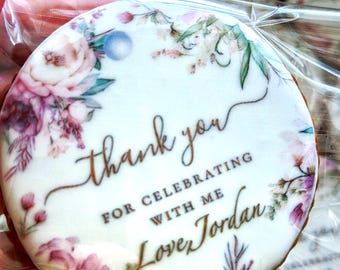 thank you
FOR CELEBRATING
WITH ME
Love, Jordan